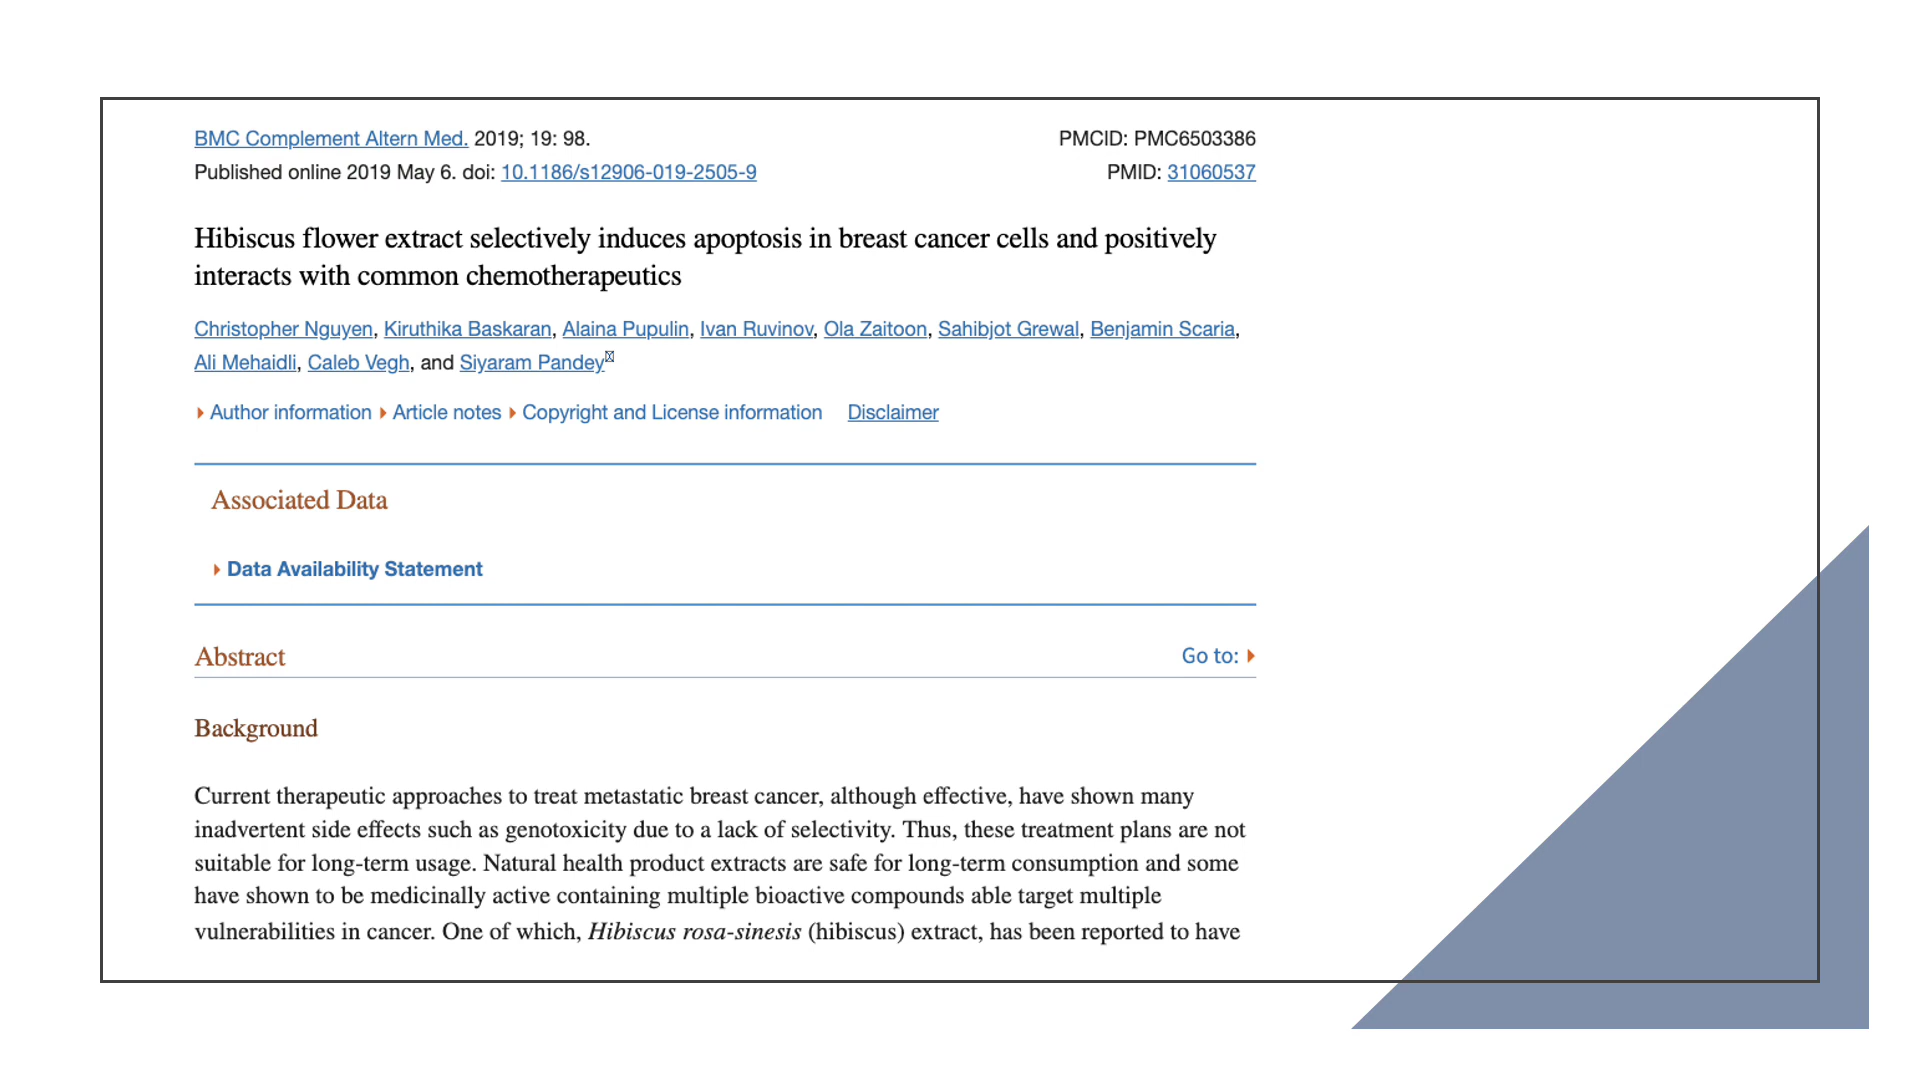 BMC Complement Altern Med. 2019; 19: 98.
PMCID: PMC6503386
Published online 2019 May 6. doi: 10.1186/s12906-019-2505-9
PMID: 31060537
Hibiscus flower extract selectively induces apoptosis in breast cancer cells and positively
interacts with common chemotherapeutics
Christopher Nguyen, Kiruthika Baskaran, Alaina Pupulin, Ivan Ruvinov, Ola Zaitoon, Sahibjot Grewal, Benjamin Scaria,
Ali Mehaidli, Caleb Vegh, and Siyaram Pandey
Author information Article notes Copyright and License information Disclaimer
Associated Data
Data Availability Statement
Abstract
Go to:
Background
Current therapeutic approaches to treat metastatic breast cancer, although effective, have shown many
inadvertent side effects such as genotoxicity due to a lack of selectivity. Thus, these treatment plans are not
suitable for long-term usage. Natural health product extracts are safe for long-term consumption and some
have shown to be medicinally active containing multiple bioactive compounds able target multiple
vulnerabilities in cancer. One of which, Hibiscus rosa-sinesis (hibiscus) extract, has been reported to have